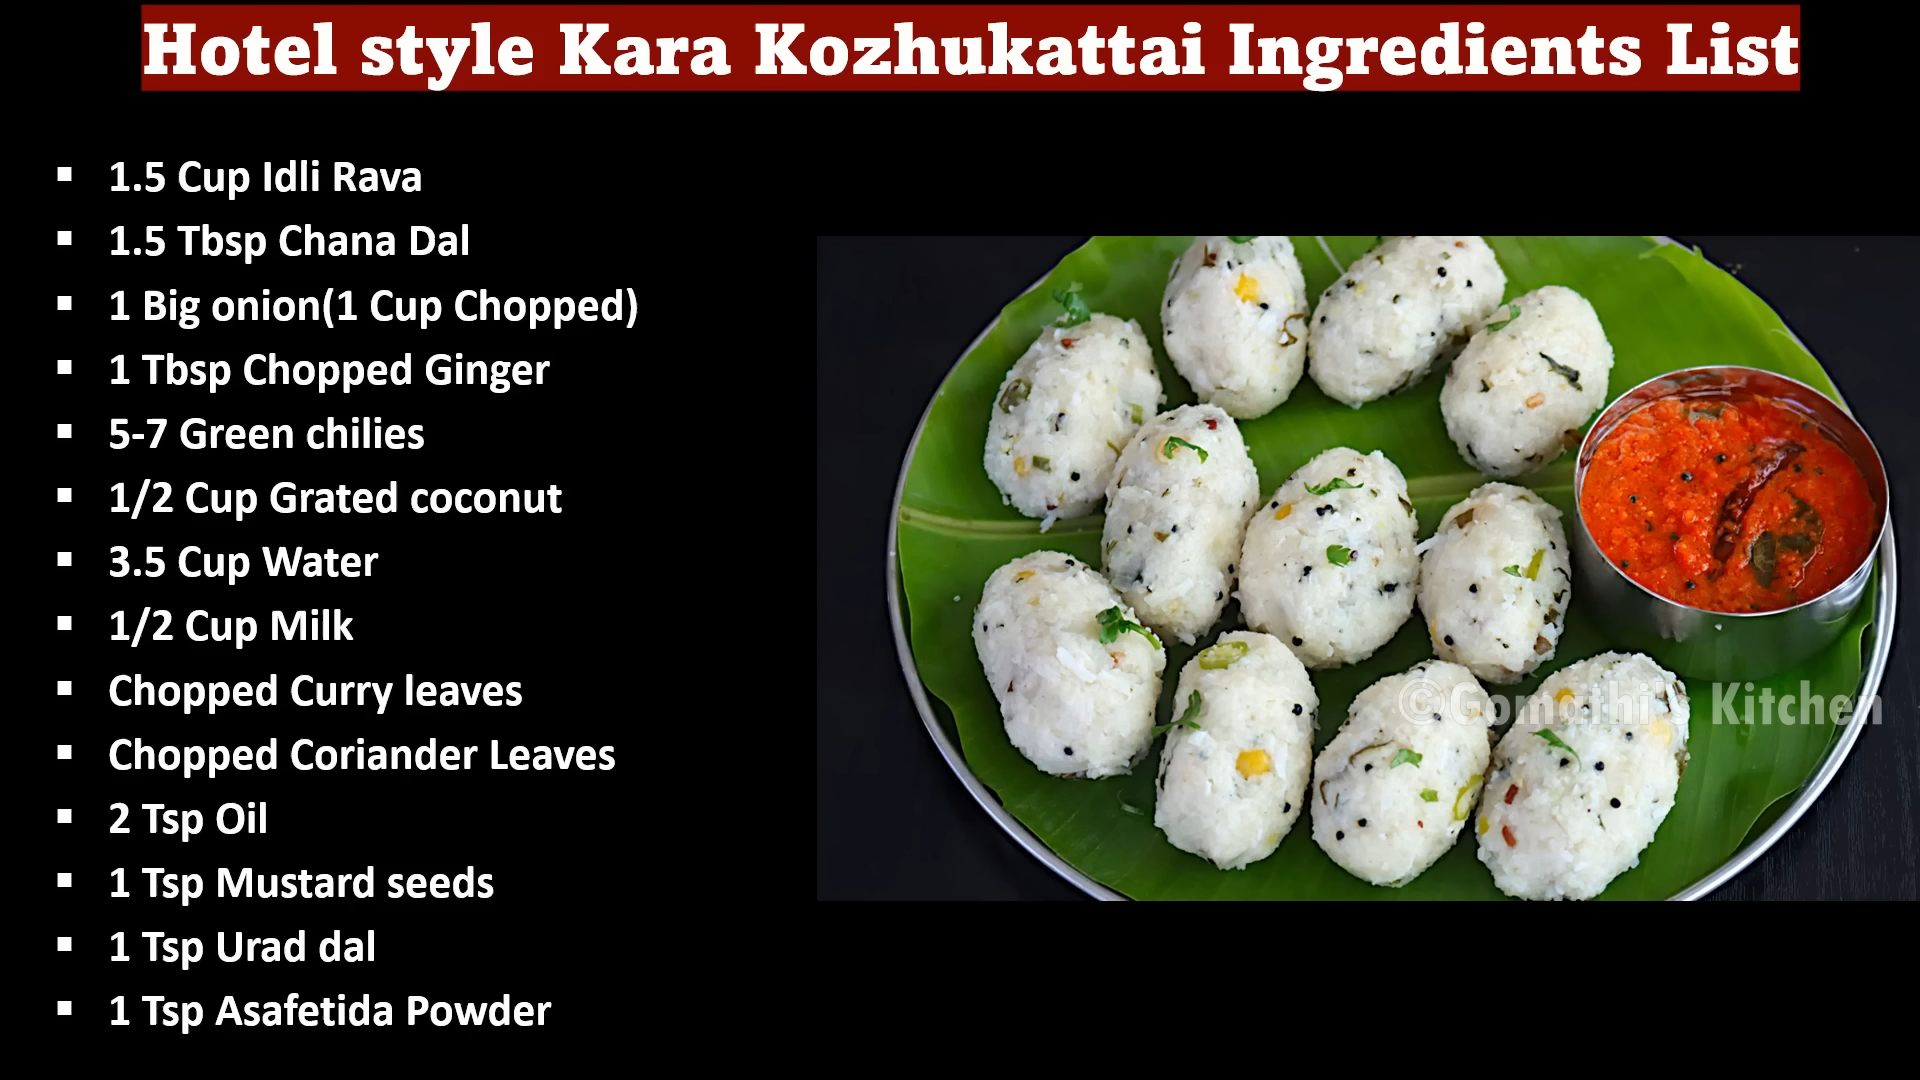 Hotel style Kara Kozhukattai Ingredients List
▪ 1.5 Cup Idli Rava
▪ 1.5 Tbsp Chana Dal
▪ 1 Big onion(1 Cup Chopped)
▪ 1 Tbsp Chopped Ginger
▪ 5-7 Green chilies
▪ 1/2 Cup Grated coconut
▪ 3.5 Cup Water
▪ 1/2 Cup Milk
▪ Chopped Curry leaves
▪ Chopped Coriander Leaves
▪ 2 Tsp Oil
▪ 1 Tsp Mustard seeds
▪ 1 Tsp Urad dal
▪ 1 Tsp Asafetida Powder
©Gomathi's Kitchen